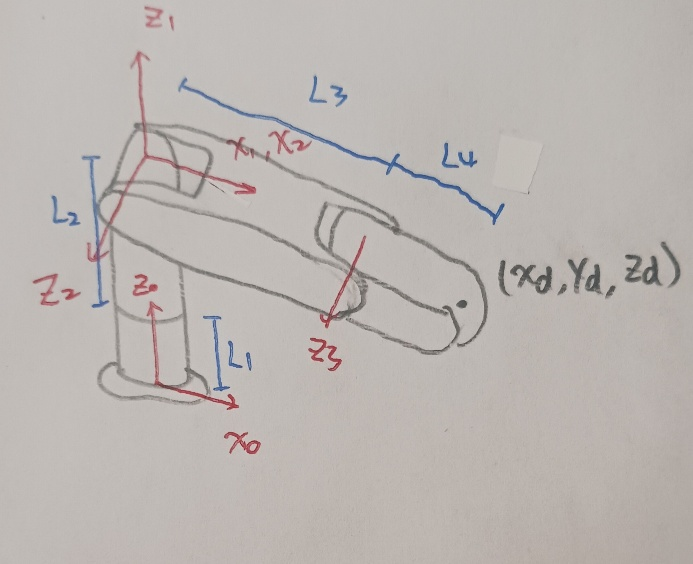 Z1
L3
X1, X2
L4
L2
(Xd, Yd, Zd)
Z2
Z0
Z3
L1
X0